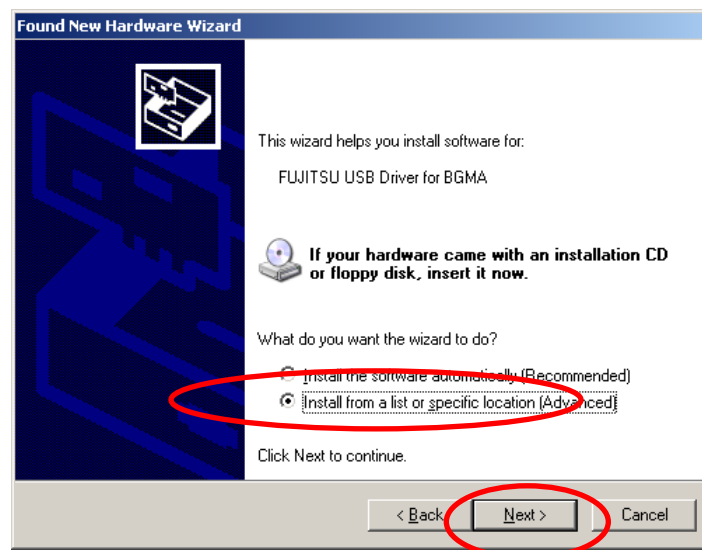 Found New Hardware Wizard
This wizard helps you install software for:
FUJITSU USB Driver for BGMA
If your hardware came with an installation CD
or floppy disk, insert it now.
What do you want the wizard to do?
Install the software automatically (Recommended)
Install from a list or specific location (Advanced)
Click Next to continue.
< Back
Next >
Cancel